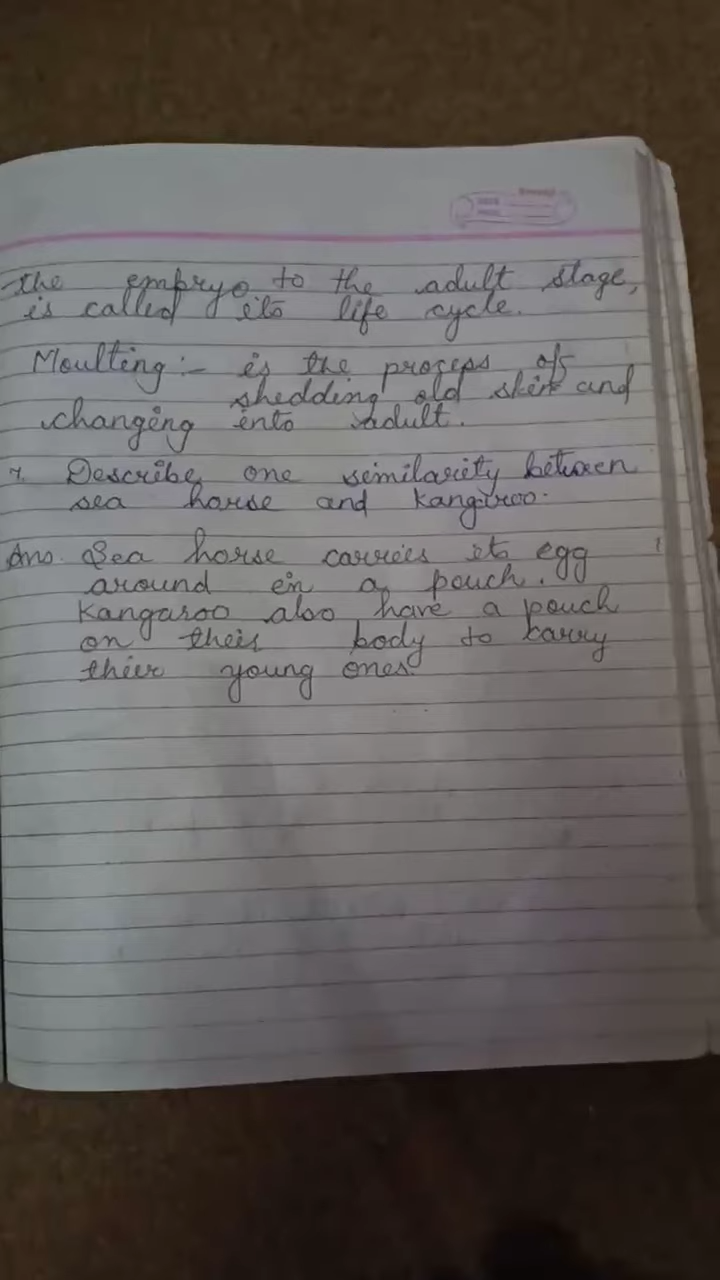 the embryo to the adult stage,
is called its life cycle.
Moulting :- is the process of
shedding old skin and
changing into adult.
7. Describe one similarity between
sea horse and kangroo.
Ans. Sea horse carries its egg
around in a pouch.
Kangaroo also have a pouch
on their body to carry
thier young ones.